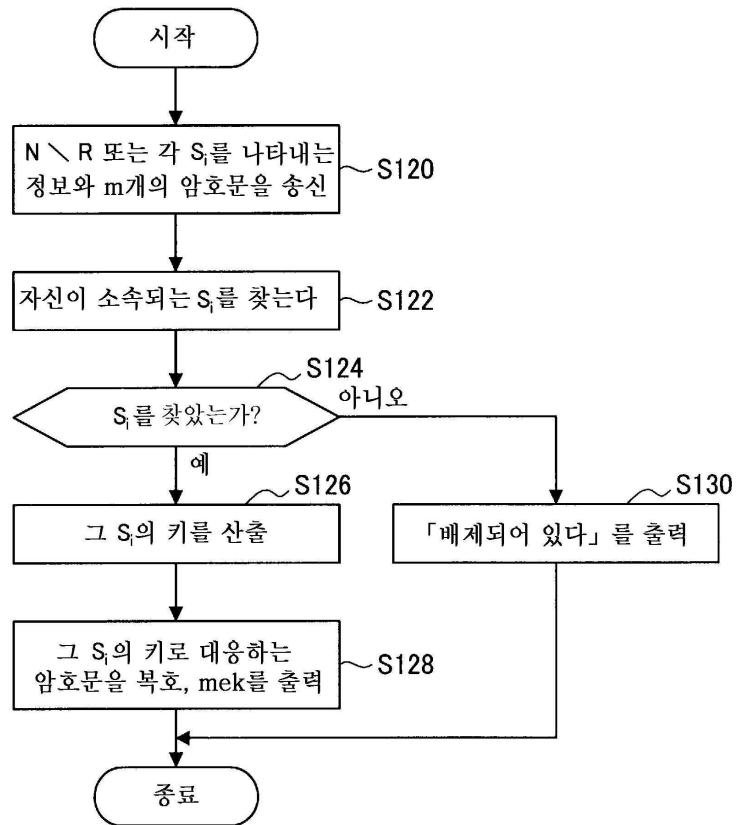 시작
N ∖ R 또는 각 Si를 나타내는
정보와 m개의 암호문을 송신
S120
자신이 소속되는 Si를 찾는다
S122
S124
Si를 찾았는가?
아니오
예
S126
그 Si의 키를 산출
S130
「배제되어 있다」를 출력
그 Si의 키로 대응하는
암호문을 복호, mek를 출력
S128
종료